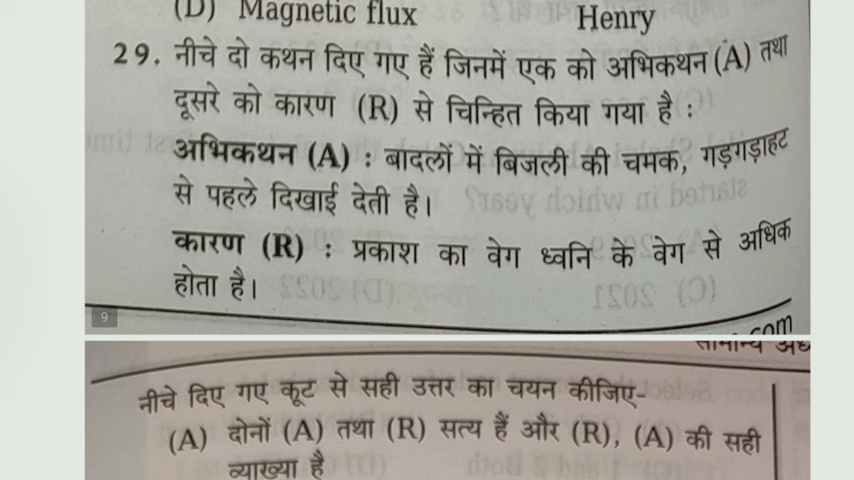 (D) Magnetic flux Henry
29. नीचे दो कथन दिए गए हैं जिनमें एक को अभिकथन (A) तथा
दूसरे को कारण (R) से चिन्हित किया गया है :
अभिकथन (A) : बादलों में बिजली की चमक, गड़गड़ाहट
से पहले दिखाई देती है।
कारण (R) : प्रकाश का वेग ध्वनि के वेग से अधिक
होता है।
9
नीचे दिए गए कूट से सही उत्तर का चयन कीजिए-
(A) दोनों (A) तथा (R) सत्य हैं और (R), (A) की सही
व्याख्या है